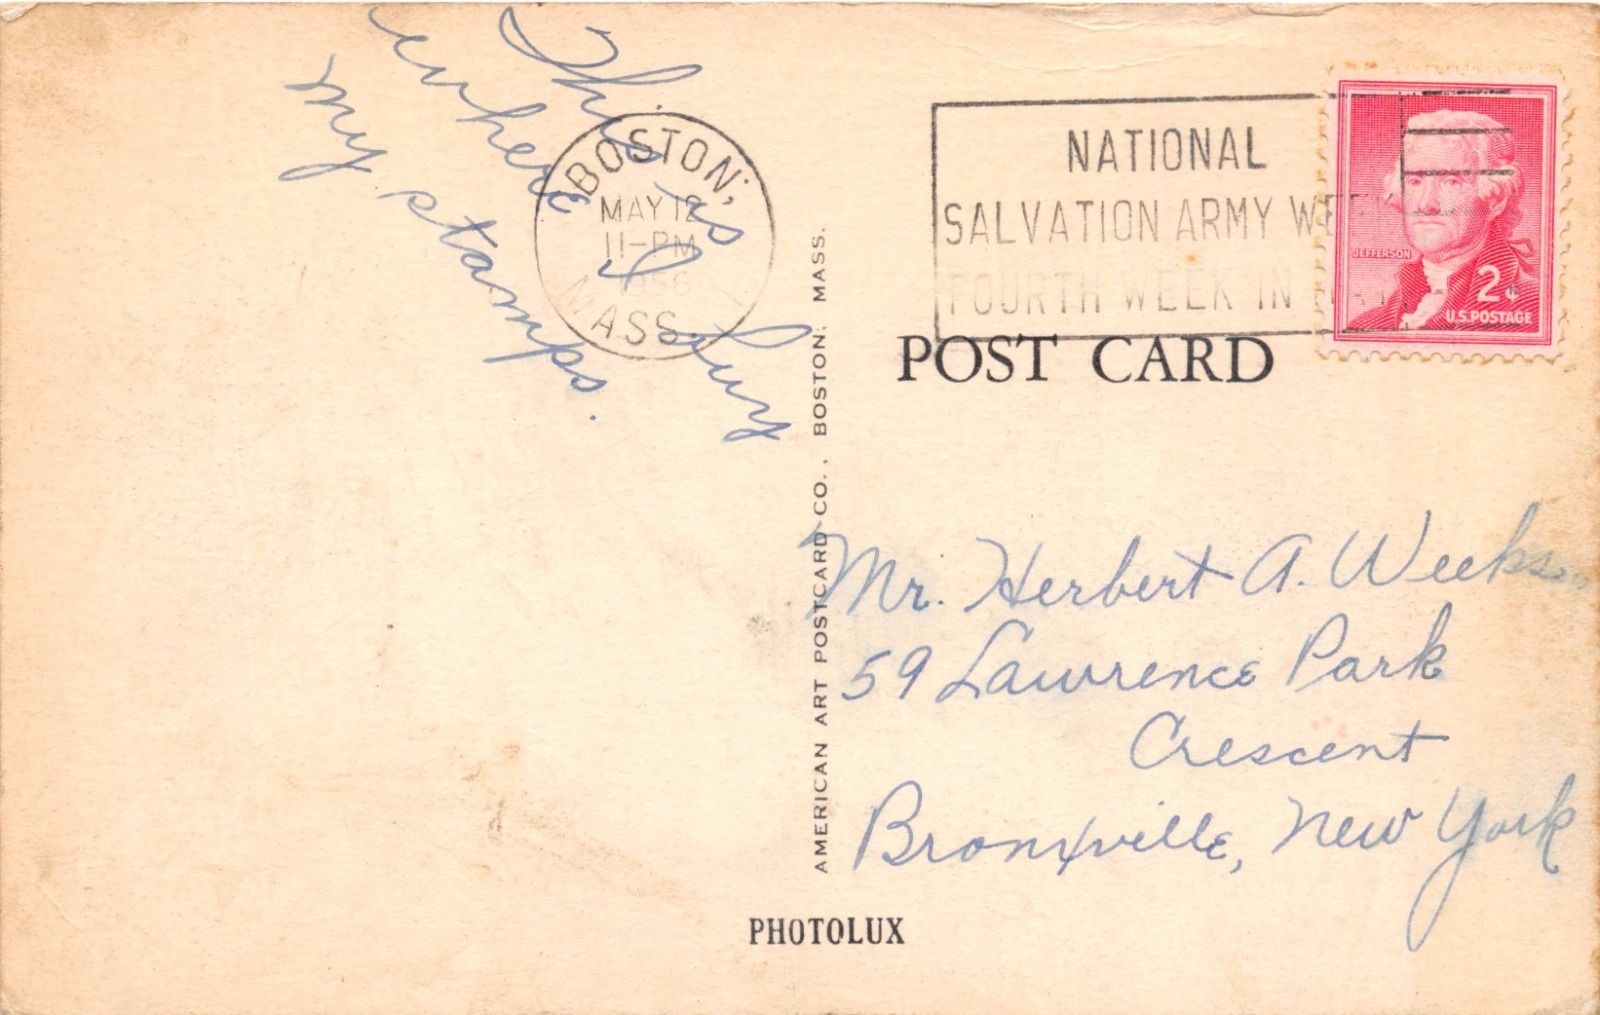 This is I buy
where
my stamps.
BOSTON,
MAY 12
11-PM
1956
MASS.
NATIONAL
SALVATION ARMY WEEK
FOURTH WEEK IN MAY
JEFFERSON
2¢
U.S. POSTAGE
POST CARD
AMERICAN ART POSTCARD CO., BOSTON, MASS.
Mr. Herbert A. Weeks
59 Lawrence Park
Crescent
Bronxville, New York
PHOTOLUX